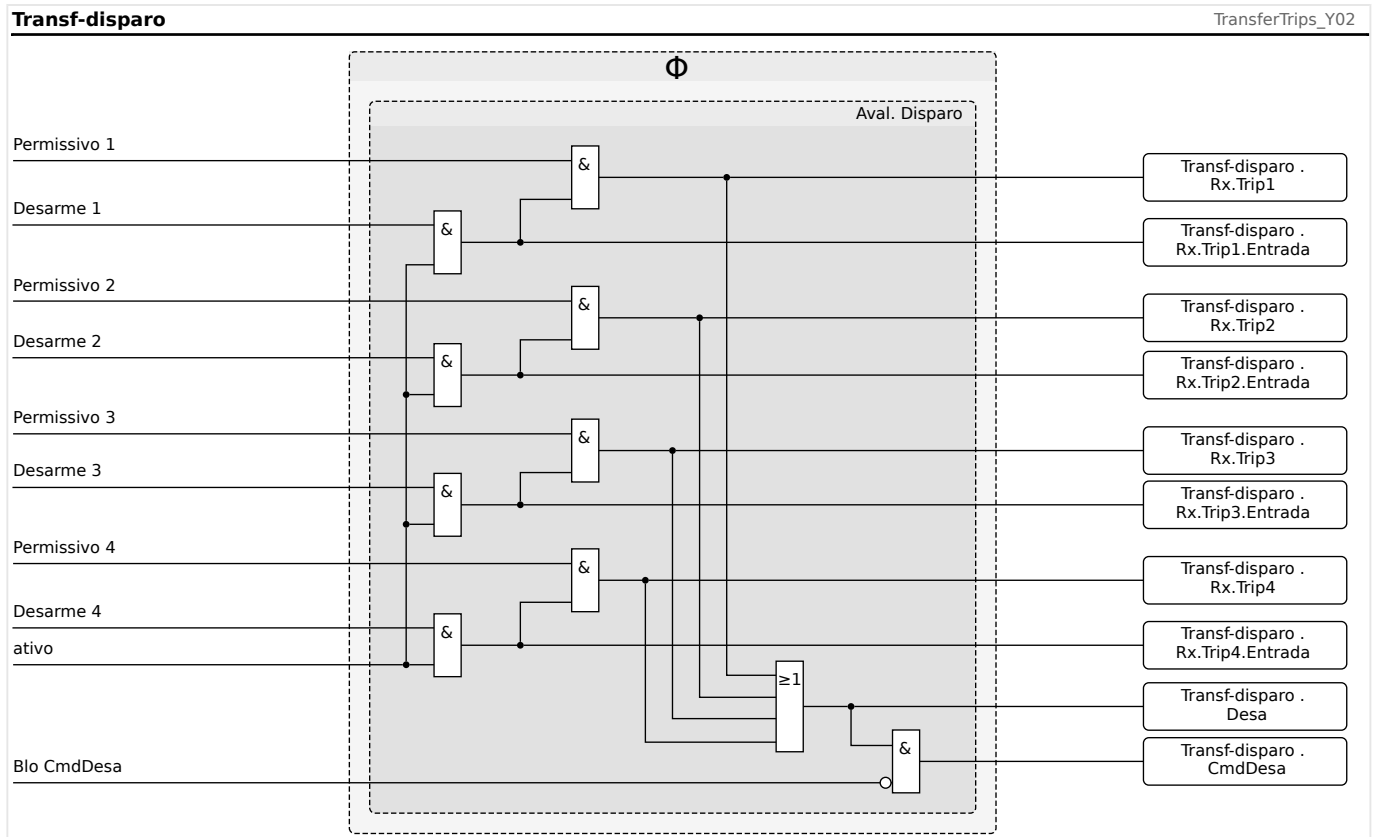 Transf-disparo
TransferTrips_Y02
Φ
Aval. Disparo
Permissivo 1
&
Transf-disparo .
Rx.Trip1
Desarme 1
&
Transf-disparo .
Rx.Trip1.Entrada
Permissivo 2
&
Transf-disparo .
Rx.Trip2
Desarme 2
&
Transf-disparo .
Rx.Trip2.Entrada
Permissivo 3
&
Transf-disparo .
Rx.Trip3
Desarme 3
&
Transf-disparo .
Rx.Trip3.Entrada
Permissivo 4
&
Transf-disparo .
Rx.Trip4
Desarme 4
&
Transf-disparo .
Rx.Trip4.Entrada
ativo
≥1
Transf-disparo .
Desa
&
Transf-disparo .
CmdDesa
Blo CmdDesa